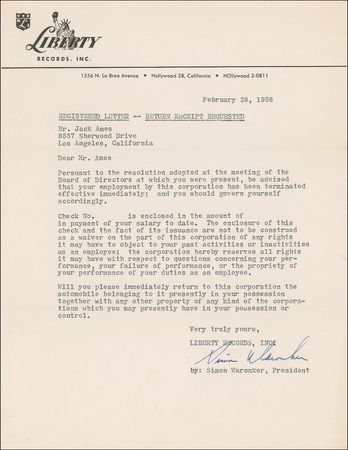 LIBERTY
RECORDS, INC.
1556 N. La Brea Avenue • Hollywood 28, California • HOllywood 2-0811
February 28, 1958
REGISTERED LETTER -- RETURN RECEIPT REQUESTED
Mr. Jack Ames
8557 Sherwood Drive
Los Angeles, California
Dear Mr. Ames
Pursuant to the resolution adopted at the meeting of the
Board of Directors at which you were present, be advised
that your employment by this corporation has been terminated
effective immediately; and you should govern yourself
accordingly.
Check No. is enclosed in the amount of
in payment of your salary to date. The enclosure of this
check and the fact of its issuance are not to be construed
as a waiver on the part of this corporation of any rights
it may have to object to your past activities or inactivities
as an employee; the corporation hereby reserves all rights
it may have with respect to questions concerning your per-
formance, your failure of performance, or the propriety of
your performance of your duties as an employee.
Will you please immediately return to this corporation the
automobile belonging to it presently in your possession
together with any other property of any kind of the corpora-
tions which you may presently have in your possession or
control.
Very truly yours,
LIBERTY RECORDS, INC.
Simon Waronker
by: Simon Waronker, President